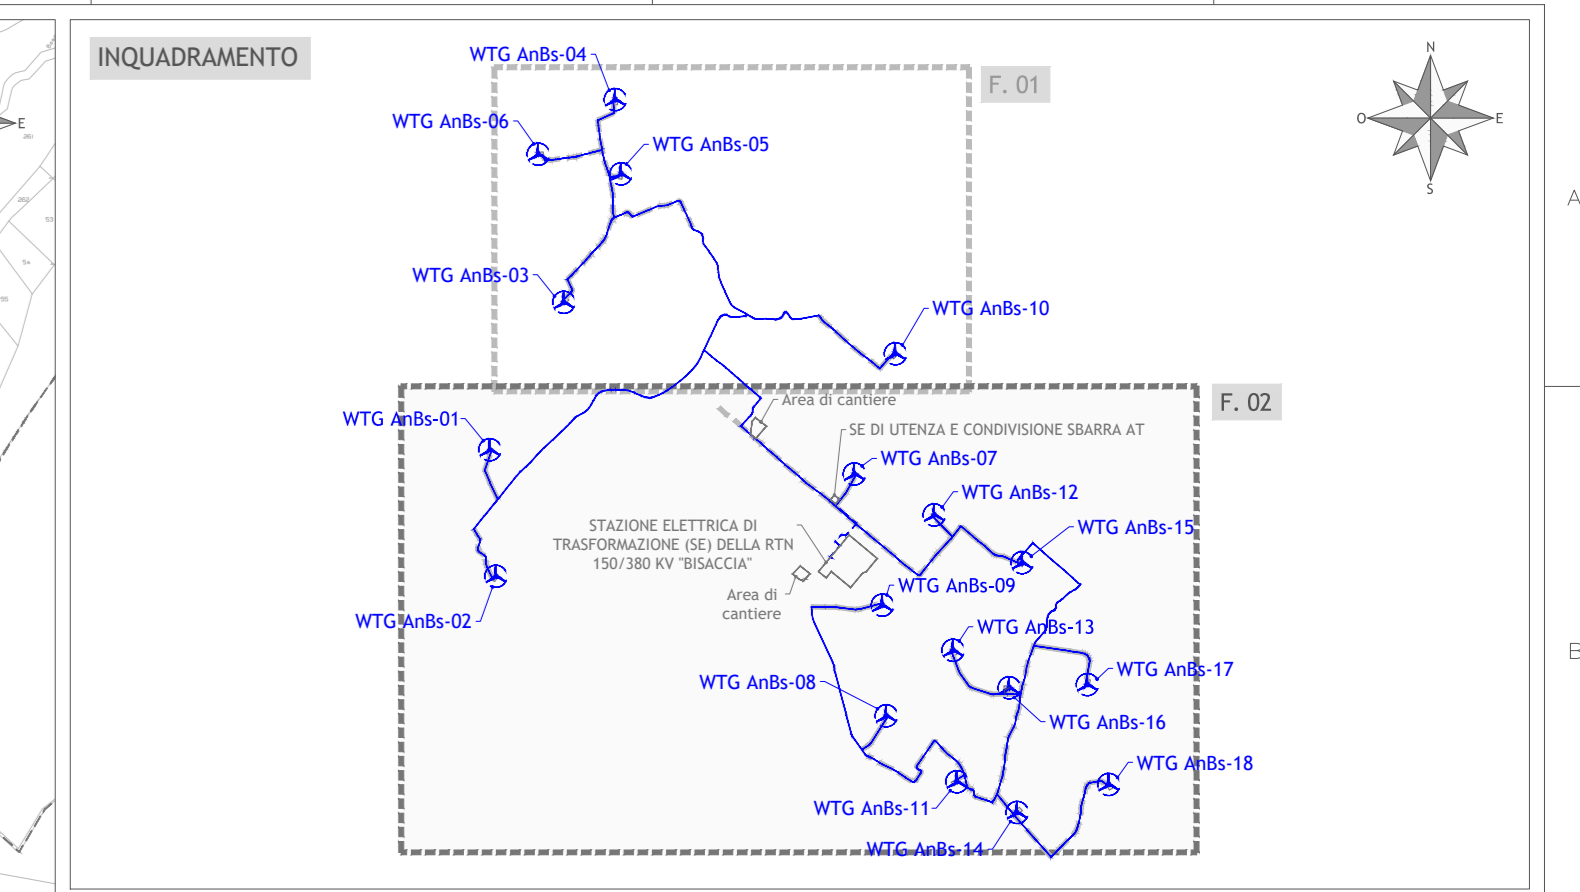 INQUADRAMENTO
WTG AnBs-04
F. 01
WTG AnBs-06
WTG AnBs-05
WTG AnBs-03
WTG AnBs-10
N
O
E
S
E
A
F. 02
Area di cantiere
WTG AnBs-01
SE DI UTENZA E CONDIVISIONE SBARRA AT
WTG AnBs-07
WTG AnBs-12
STAZIONE ELETTRICA DI
TRASFORMAZIONE (SE) DELLA RTN
150/380 KV "BISACCIA"
WTG AnBs-15
WTG AnBs-09
Area di
cantiere
WTG AnBs-02
WTG AnBs-13
B
WTG AnBs-17
WTG AnBs-08
WTG AnBs-16
WTG AnBs-18
WTG AnBs-11
WTG AnBs-14